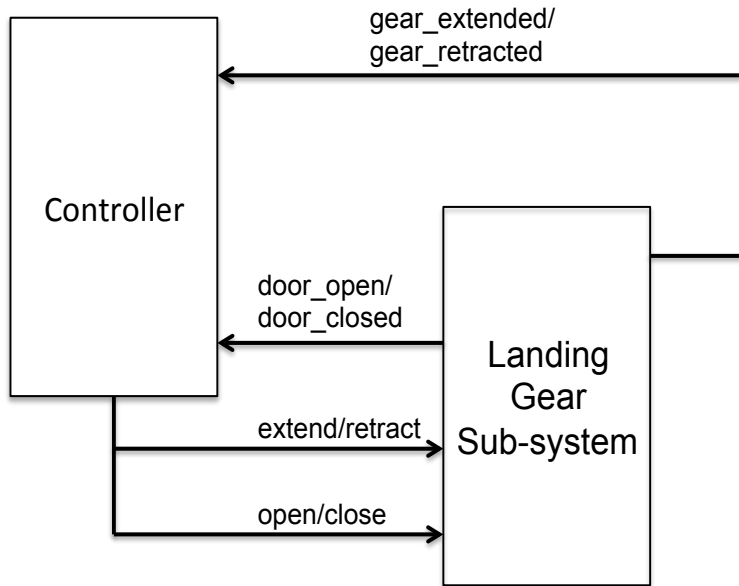 gear_extended/
gear_retracted
Controller
door_open/
door_closed
Landing
Gear
Sub-system
extend/retract
open/close